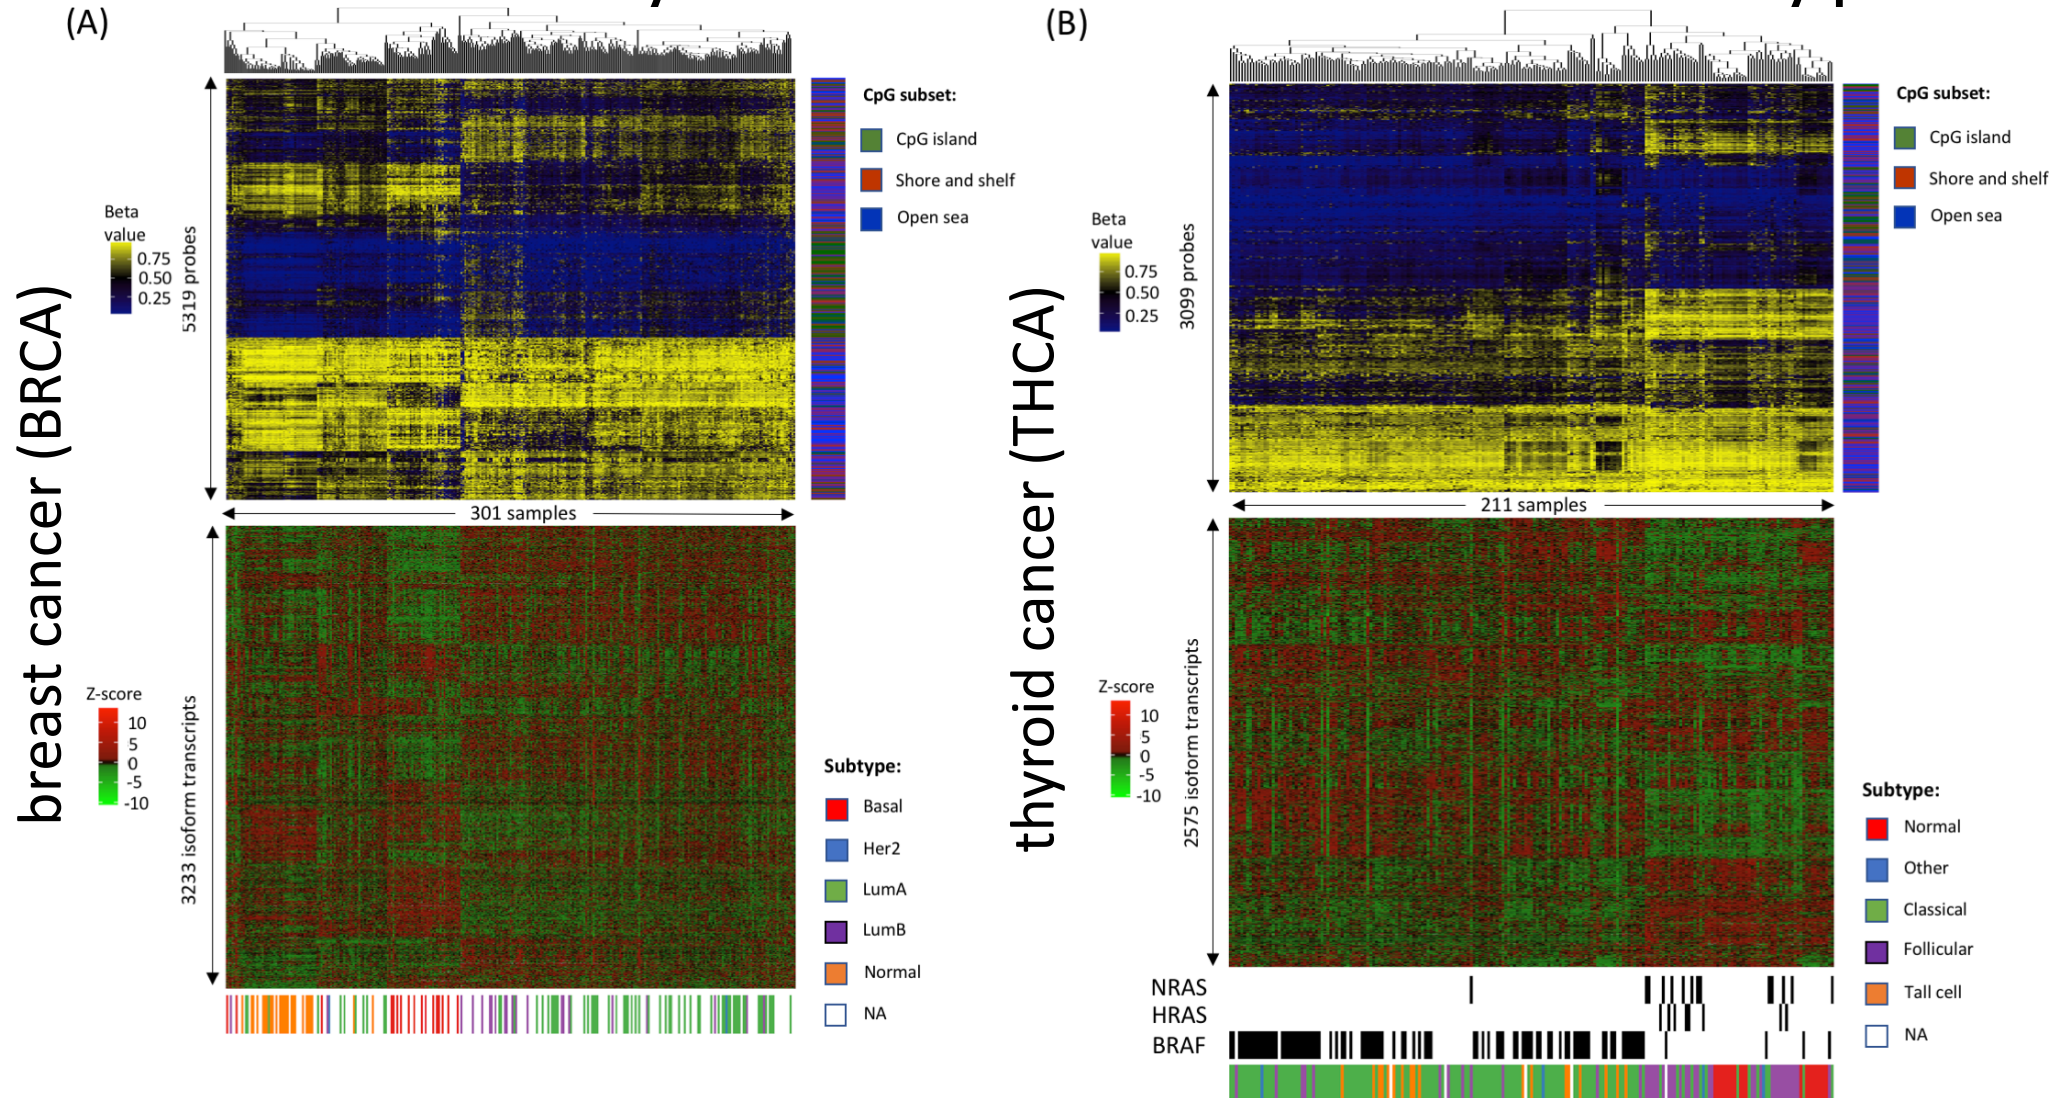 (A)
breast cancer (BRCA)
Beta
value
0.75
0.50
0.25
5319 probes
CpG subset:
CpG island
Shore and shelf
Open sea
301 samples
Z-score
10
5
0
-5
-10
3233 isoform transcripts
Subtype:
Basal
Her2
LumA
LumB
Normal
NA
(B)
thyroid cancer (THCA)
Beta
value
0.75
0.50
0.25
3099 probes
CpG subset:
CpG island
Shore and shelf
Open sea
211 samples
Z-score
10
5
0
-5
-10
2575 isoform transcripts
Subtype:
Normal
Other
Classical
Follicular
Tall cell
NA
NRAS
HRAS
BRAF